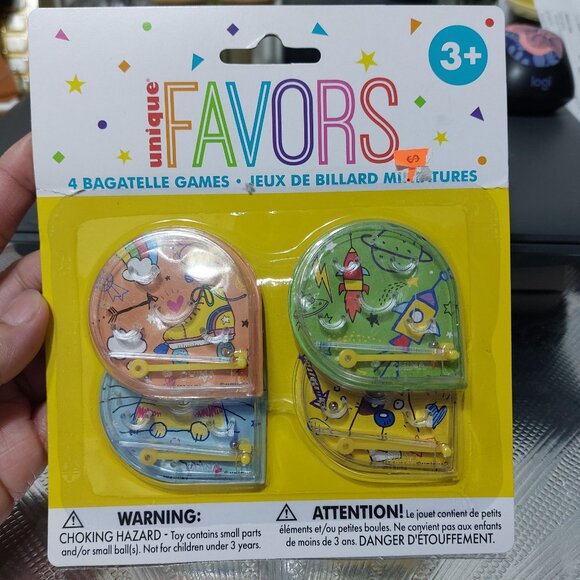 3+
unique®
FAVORS
4 BAGATELLE GAMES • JEUX DE BILLARD MINIATURES
WARNING:
CHOKING HAZARD - Toy contains small parts
and/or small ball(s). Not for children under 3 years.
ATTENTION! Le jouet contient de petits
éléments et/ou petites boules. Ne convient pas aux enfants
de moins de 3 ans. DANGER D'ÉTOUFFEMENT.
logi